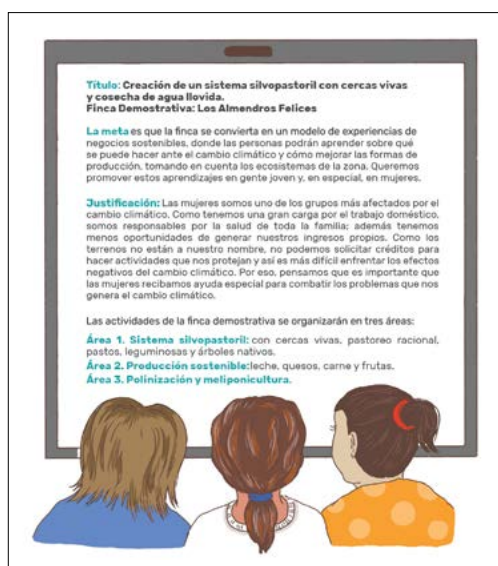 Título: Creación de un sistema silvopastoril con cercas vivas
y cosecha de agua llovida.
Finca Demostrativa: Los Almendros Felices
La meta es que la finca se convierta en un modelo de experiencias de
negocios sostenibles, donde las personas podrán aprender sobre qué
se puede hacer ante el cambio climático y cómo mejorar las formas de
producción, tomando en cuenta los ecosistemas de la zona. Queremos
promover estos aprendizajes en gente joven y, en especial, en mujeres.
Justificación: Las mujeres somos uno de los grupos más afectados por el
cambio climático. Como tenemos una gran carga por el trabajo doméstico,
somos responsables por la salud de toda la familia; además tenemos
menos oportunidades de generar nuestros ingresos propios. Como los
terrenos no están a nuestro nombre, no podemos solicitar créditos para
hacer actividades que nos protejan y así es más difícil enfrentar los efectos
negativos del cambio climático. Por eso, pensamos que es importante que
las mujeres recibamos ayuda especial para combatir los problemas que nos
genera el cambio climático.
Las actividades de la finca demostrativa se organizarán en tres áreas:
Área 1. Sistema silvopastoril: con cercas vivas, pastoreo racional,
pastos, leguminosas y árboles nativos.
Área 2. Producción sostenible:leche, quesos, carne y frutas.
Área 3. Polinización y meliponicultura.